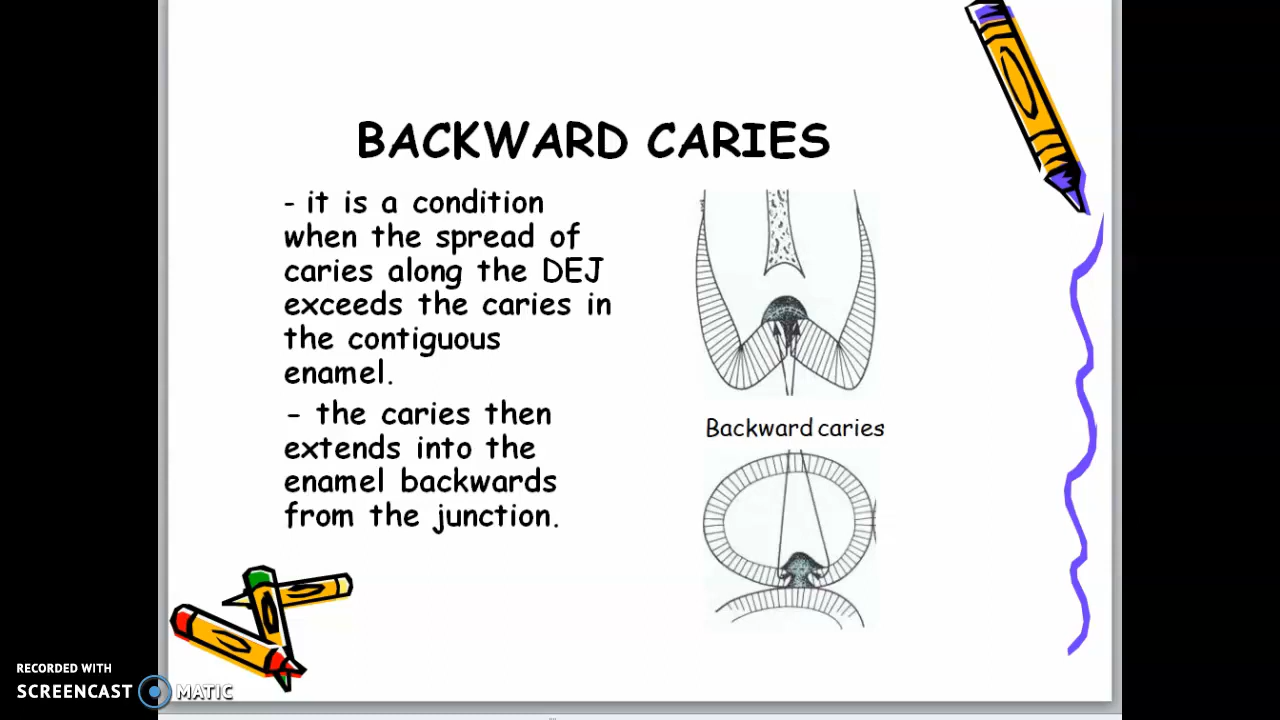 BACKWARD CARIES
- it is a condition
when the spread of
caries along the DEJ
exceeds the caries in
the contiguous
enamel.
- the caries then
extends into the
enamel backwards
from the junction.
Backward caries
RECORDED WITH
SCREENCAST MATIC